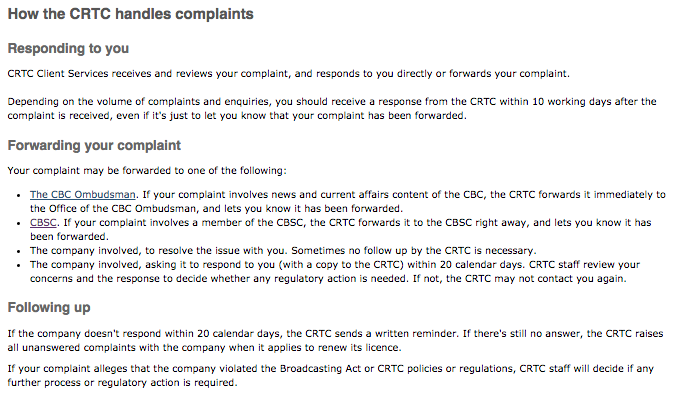 How the CRTC handles complaints
Responding to you
CRTC Client Services receives and reviews your complaint, and responds to you directly or forwards your complaint.
Depending on the volume of complaints and enquiries, you should receive a response from the CRTC within 10 working days after the
complaint is received, even if it's just to let you know that your complaint has been forwarded.
Forwarding your complaint
Your complaint may be forwarded to one of the following:
• The CBC Ombudsman. If your complaint involves news and current affairs content of the CBC, the CRTC forwards it immediately to
the Office of the CBC Ombudsman, and lets you know it has been forwarded.
• CBSC. If your complaint involves a member of the CBSC, the CRTC forwards it to the CBSC right away, and lets you know it has
been forwarded.
• The company involved, to resolve the issue with you. Sometimes no follow up by the CRTC is necessary.
• The company involved, asking it to respond to you (with a copy to the CRTC) within 20 calendar days. CRTC staff review your
concerns and the response to decide whether any regulatory action is needed. If not, the CRTC may not contact you again.
Following up
If the company doesn't respond within 20 calendar days, the CRTC sends a written reminder. If there's still no answer, the CRTC raises
all unanswered complaints with the company when it applies to renew its licence.
If your complaint alleges that the company violated the Broadcasting Act or CRTC policies or regulations, CRTC staff will decide if any
further process or regulatory action is required.